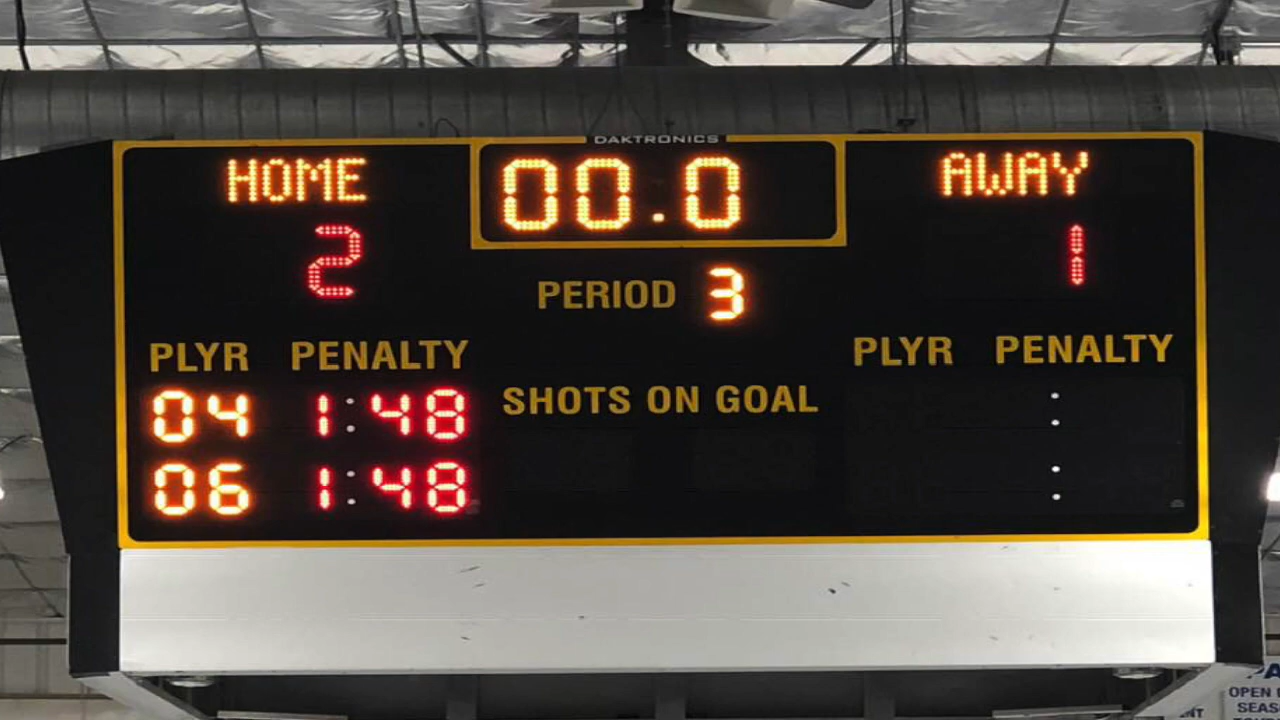 DAKTRONICS
HOME 00.0 AWAY
2 1
PERIOD 3
PLYR PENALTY PLYR PENALTY
SHOTS ON GOAL
04 1:48 :
06 1:48 :
OPEN
SEAS